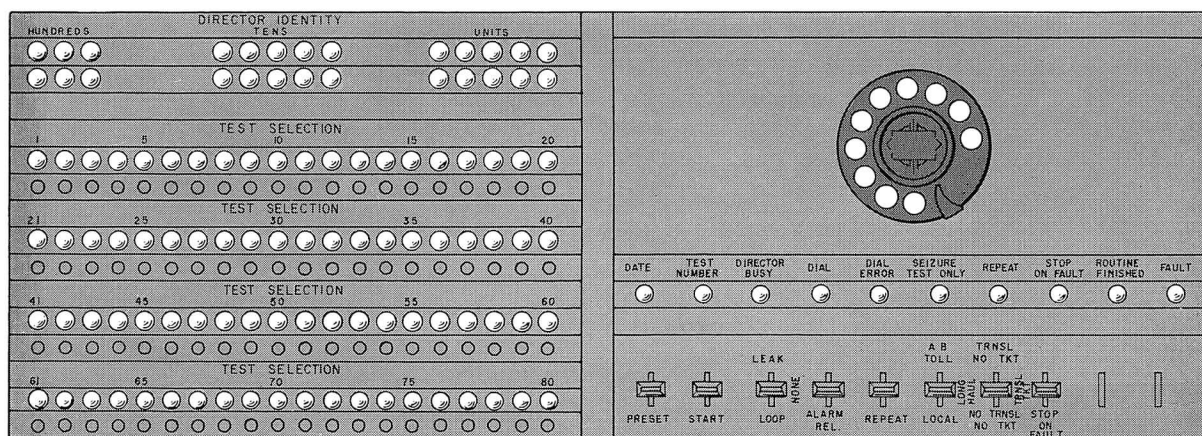 DIRECTOR IDENTITY
HUNDREDS TENS UNITS
TEST SELECTION
1 5 10 15 20
TEST SELECTION
21 25 30 35 40
TEST SELECTION
41 45 50 55 60
TEST SELECTION
61 65 70 75 80
DATE TEST NUMBER DIRECTOR BUSY DIAL DIAL ERROR SEIZURE TEST ONLY REPEAT STOP ON FAULT ROUTINE FINISHED FAULT
LEAK A B TOLL TRNSL NO TKT
NONE LONG HAUL TRNSL TKT
PRESET START LOOP ALARM REL. REPEAT LOCAL NO TRNSL NO TKT STOP ON FAULT